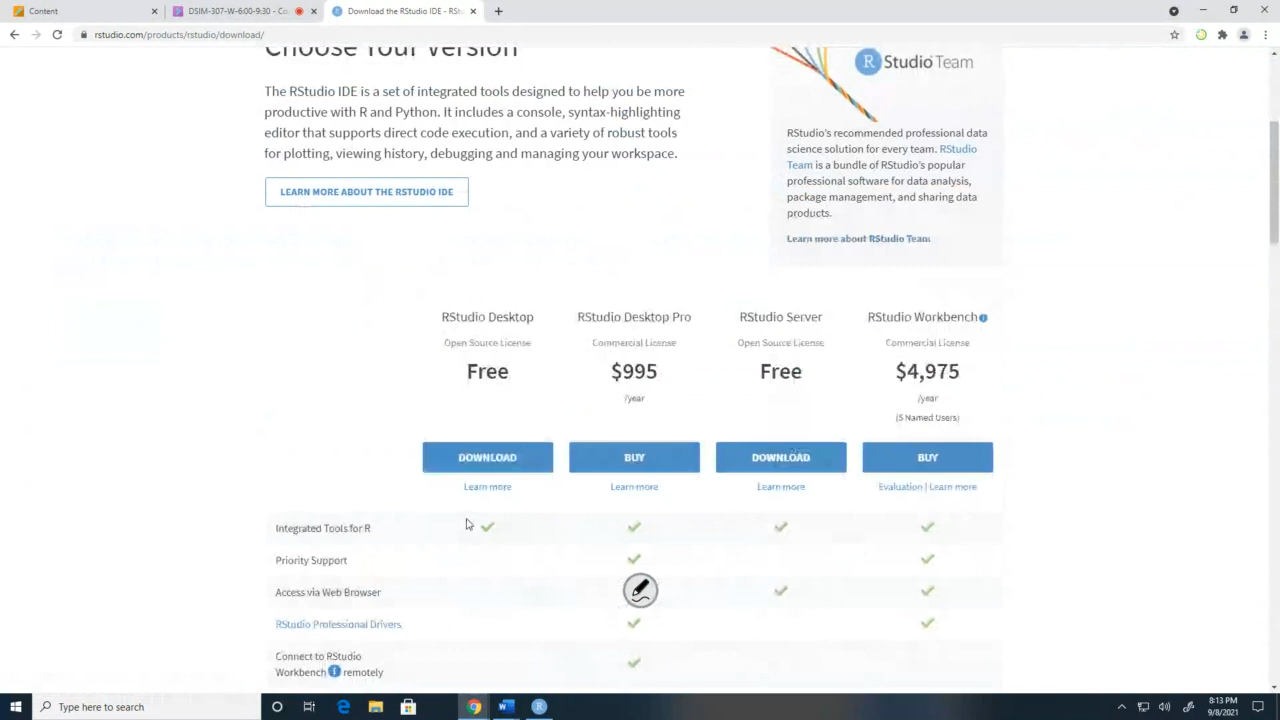 Content
DSIM-307-W-6:00-9:30 - Co
Download the RStudio IDE - RSt
rstudio.com/products/rstudio/download/
Choose Your Version
The RStudio IDE is a set of integrated tools designed to help you be more
productive with R and Python. It includes a console, syntax-highlighting
editor that supports direct code execution, and a variety of robust tools
for plotting, viewing history, debugging and managing your workspace.
LEARN MORE ABOUT THE RSTUDIO IDE
R Studio Team
RStudio's recommended professional data
science solution for every team. RStudio
Team is a bundle of RStudio's popular
professional software for data analysis,
package management, and sharing data
products.
Learn more about RStudio Team
RStudio Desktop RStudio Desktop Pro RStudio Server RStudio Workbench
Open Source License Commercial License Open Source License Commercial License
Free $995 Free $4,975
/year /year
(5 Named Users)
DOWNLOAD BUY DOWNLOAD BUY
Learn more Learn more Learn more Evaluation | Learn more
Integrated Tools for R
Priority Support
Access via Web Browser
RStudio Professional Drivers
Connect to RStudio
Workbench remotely
Type here to search
8:13 PM
9/8/2021